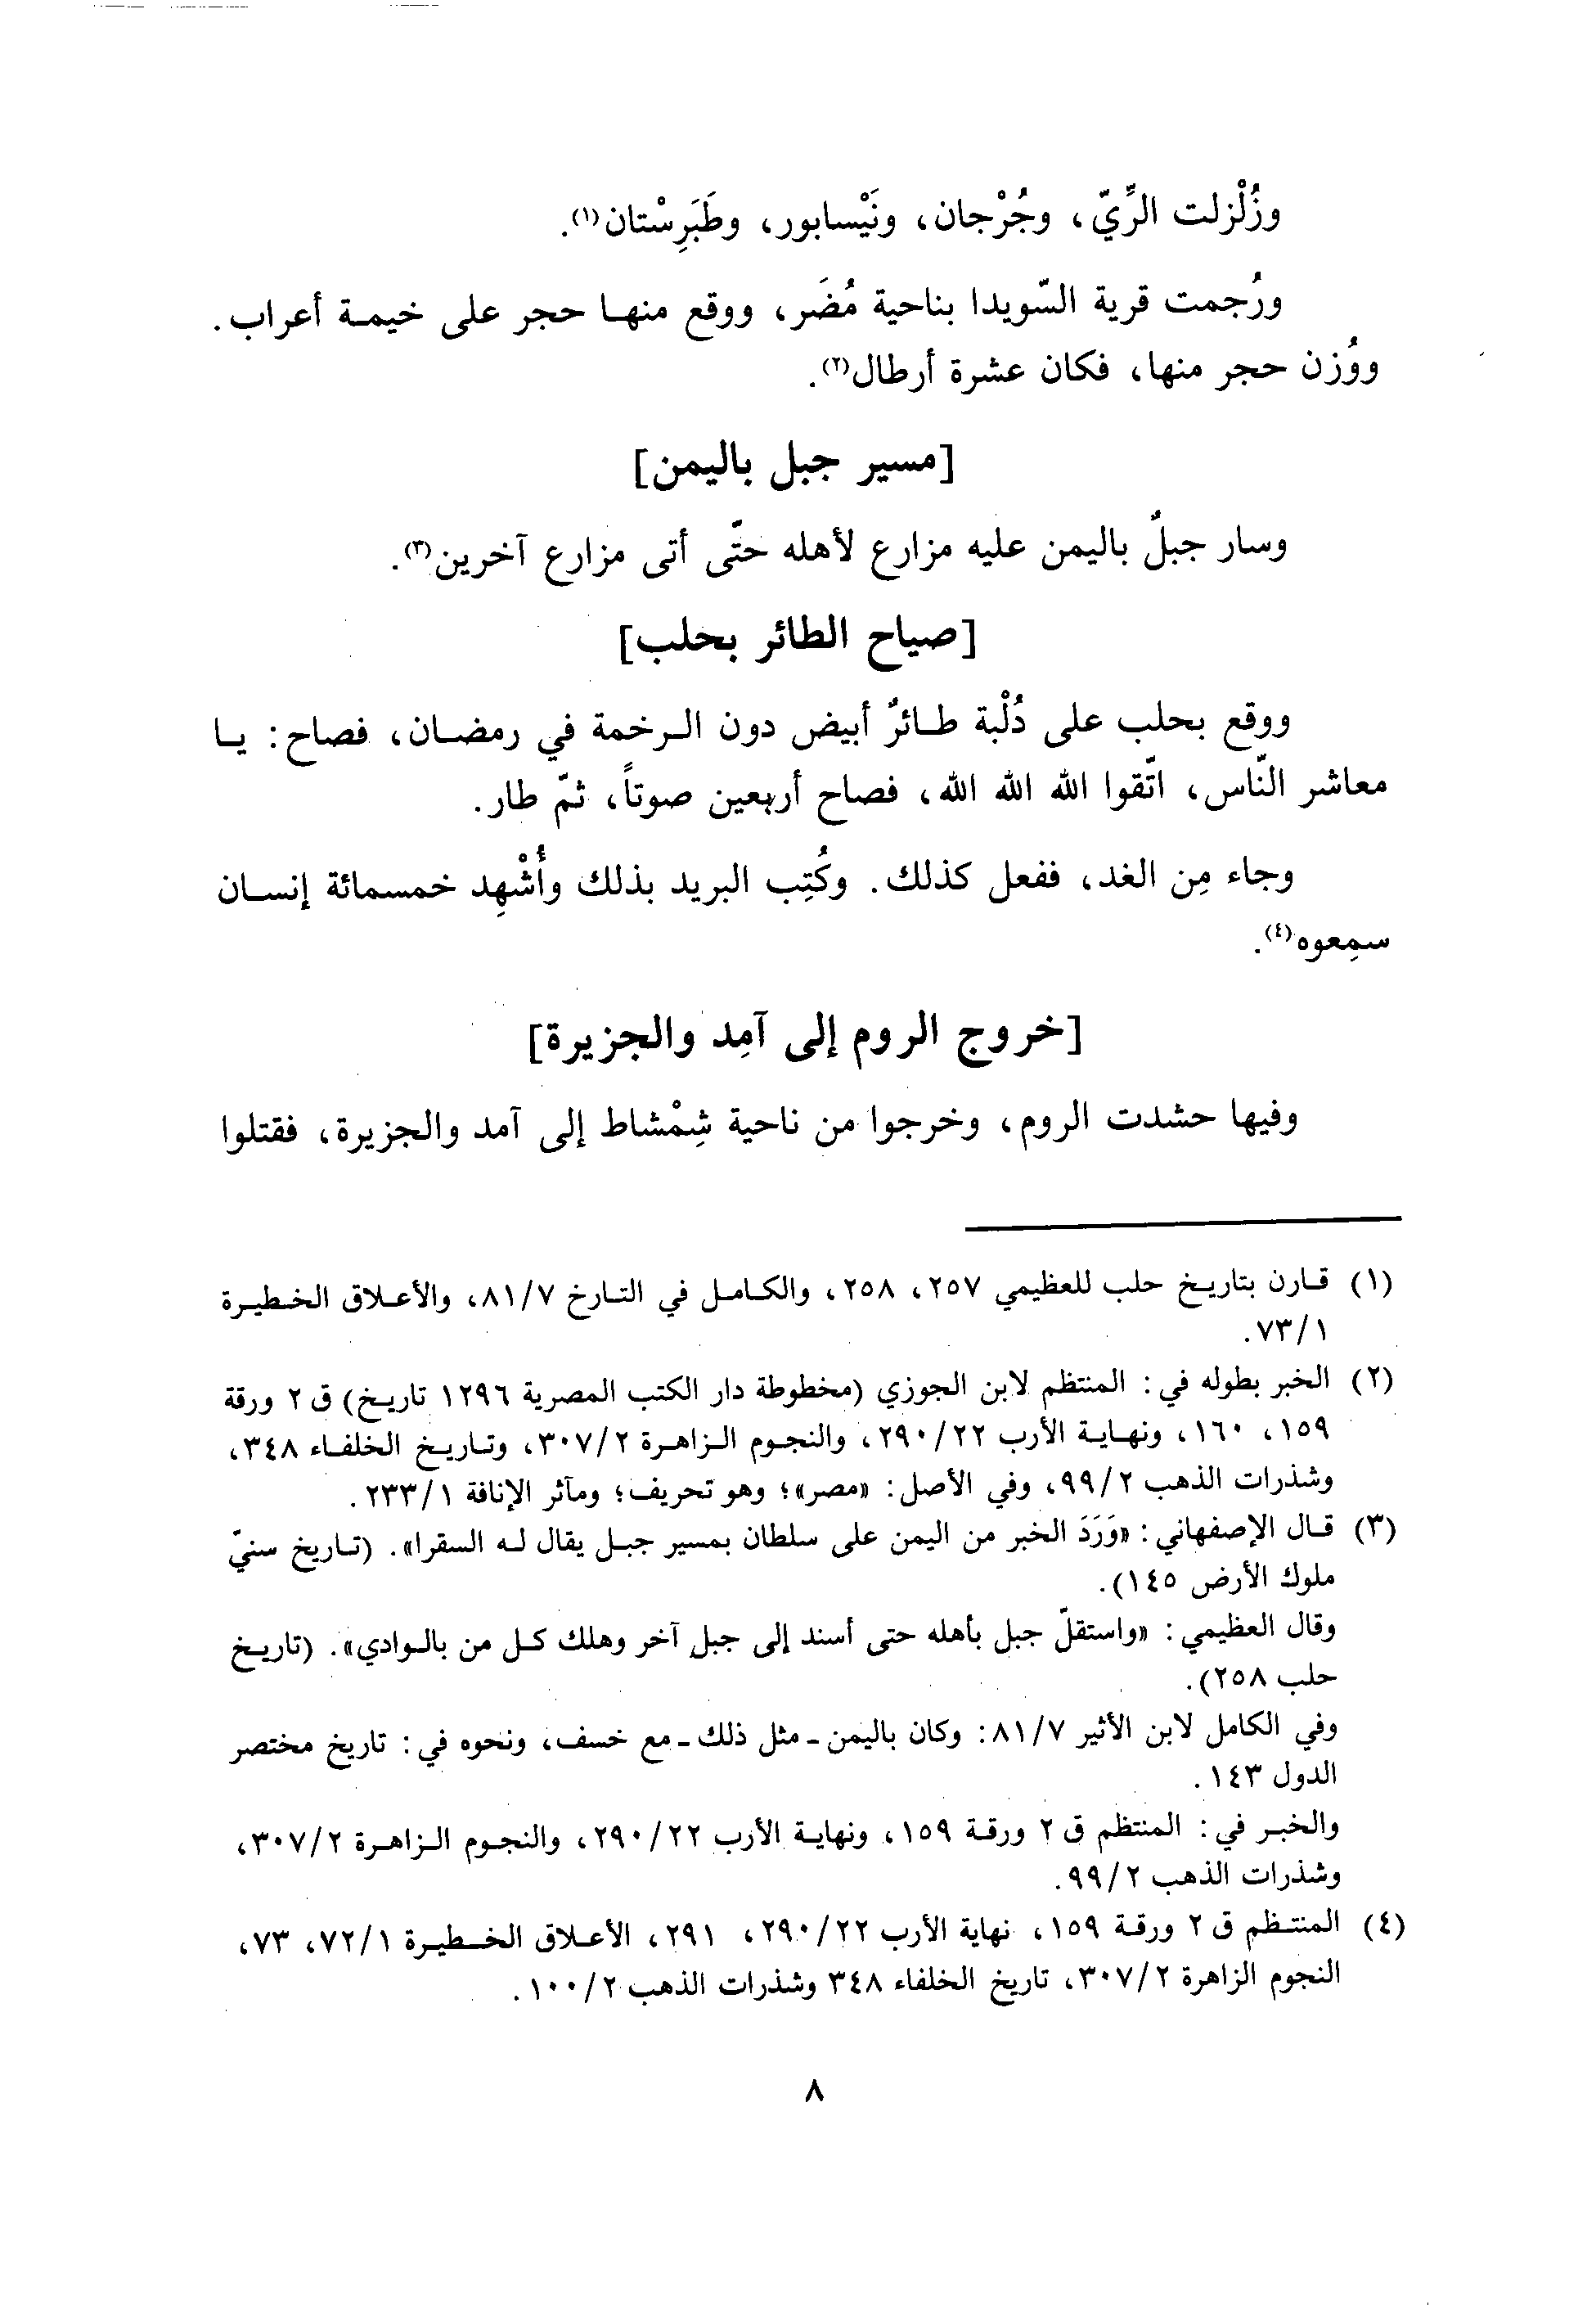 وزُلْزلت الرِّيّ، وجُرْجان، ونَيْسابور، وطَبَرِسْتان(١).
ورُجمت قرية السّويدا بناحية مُضَر، ووقع منها حجر على خيمة أعراب.
ووُزن حجر منها، فكان عشرة أرطال(٢).
[مسير جبل باليمن]
وسار جبلٌ باليمن عليه مزارع لأهله حتّى أتى مزارع آخرين(٣).
[صياح الطائر بحلب]
ووقع بحلب على دُلْبة طائرٌ أبيض دون الرخمة في رمضان، فصاح: يا
معاشر النّاس، اتّقوا الله الله الله، فصاح أربعين صوتاً، ثمّ طار.
وجاء مِن الغد، ففعل كذلك. وكُتِب البريد بذلك وأُشْهِد خمسمائة إنسان
سمِعوه(٤).
[خروج الروم إلى آمِد والجزيرة]
وفيها حشدت الروم، وخرجوا من ناحية شِمْشاط إلى آمد والجزيرة، فقتلوا
(١) قارن بتاريخ حلب للعظيمي ٢٥٧، ٢٥٨، والكامل في التارخ ٨١/٧، والأعلاق الخطيرة
٧٣/١.
(٢) الخبر بطوله في: المنتظم لابن الجوزي (مخطوطة دار الكتب المصرية ١٢٩٦ تاريخ) ق ٢ ورقة
١٥٩، ١٦٠، ونهاية الأرب ٢٩٠/٢٢، والنجوم الزاهرة ٣٠٧/٢، وتاريخ الخلفاء ٣٤٨،
وشذرات الذهب ٩٩/٢، وفي الأصل: «مصر»؛ وهو تحريف؛ ومآثر الإنافة ٢٣٣/١.
(٣) قال الإصفهاني: «وَرَدَ الخبر من اليمن على سلطان بمسير جبل يقال له السقرا». (تاريخ سنيّ
ملوك الأرض ١٤٥).
وقال العظيمي: «واستقلّ جبل بأهله حتى أسند إلى جبل آخر وهلك كل من بالوادي». (تاريخ
حلب ٢٥٨).
وفي الكامل لابن الأثير ٨١/٧: وكان باليمن ـ مثل ذلك ـ مع خسف، ونحوه في: تاريخ مختصر
الدول ١٤٣.
والخبر في: المنتظم ق ٢ ورقة ١٥٩، ونهاية الأرب ٢٩٠/٢٢، والنجوم الزاهرة ٣٠٧/٢،
وشذرات الذهب ٩٩/٢.
(٤) المنتظم ق ٢ ورقة ١٥٩، نهاية الأرب ٢٩٠/٢٢، ٢٩١، الأعلاق الخطيرة ٧٢/١، ٧٣،
النجوم الزاهرة ٣٠٧/٢، تاريخ الخلفاء ٣٤٨ وشذرات الذهب ١٠٠/٢.
٨